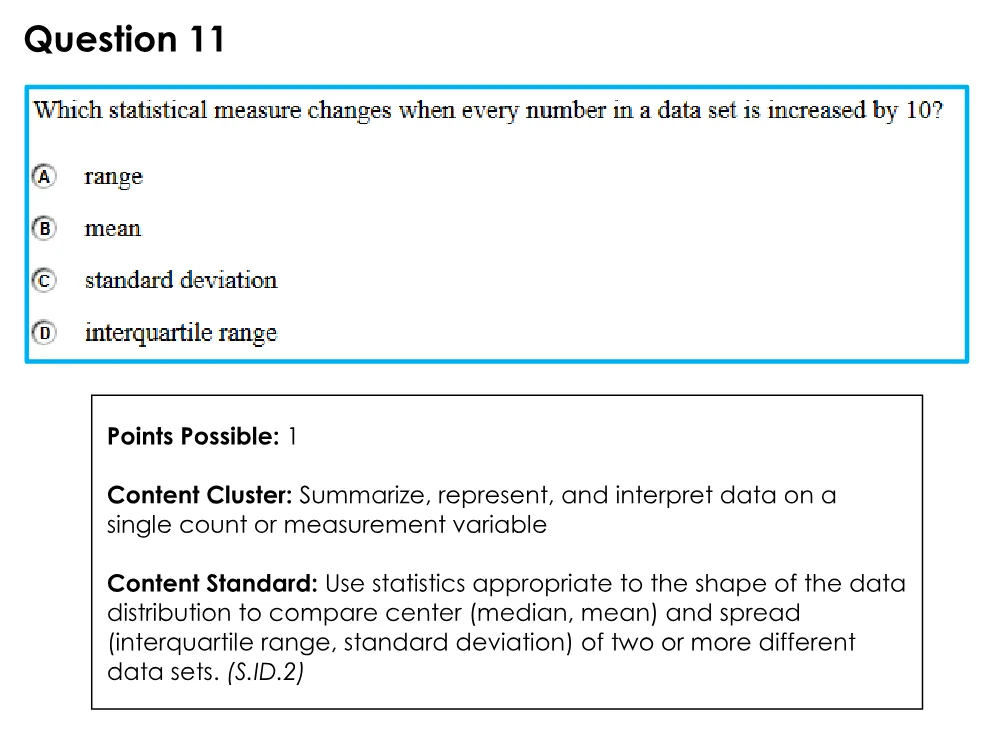 Question 11
Which statistical measure changes when every number in a data set is increased by 10?
A range
B mean
C standard deviation
D interquartile range
Points Possible: 1
Content Cluster: Summarize, represent, and interpret data on a
single count or measurement variable
Content Standard: Use statistics appropriate to the shape of the data
distribution to compare center (median, mean) and spread
(interquartile range, standard deviation) of two or more different
data sets. (S.ID.2)